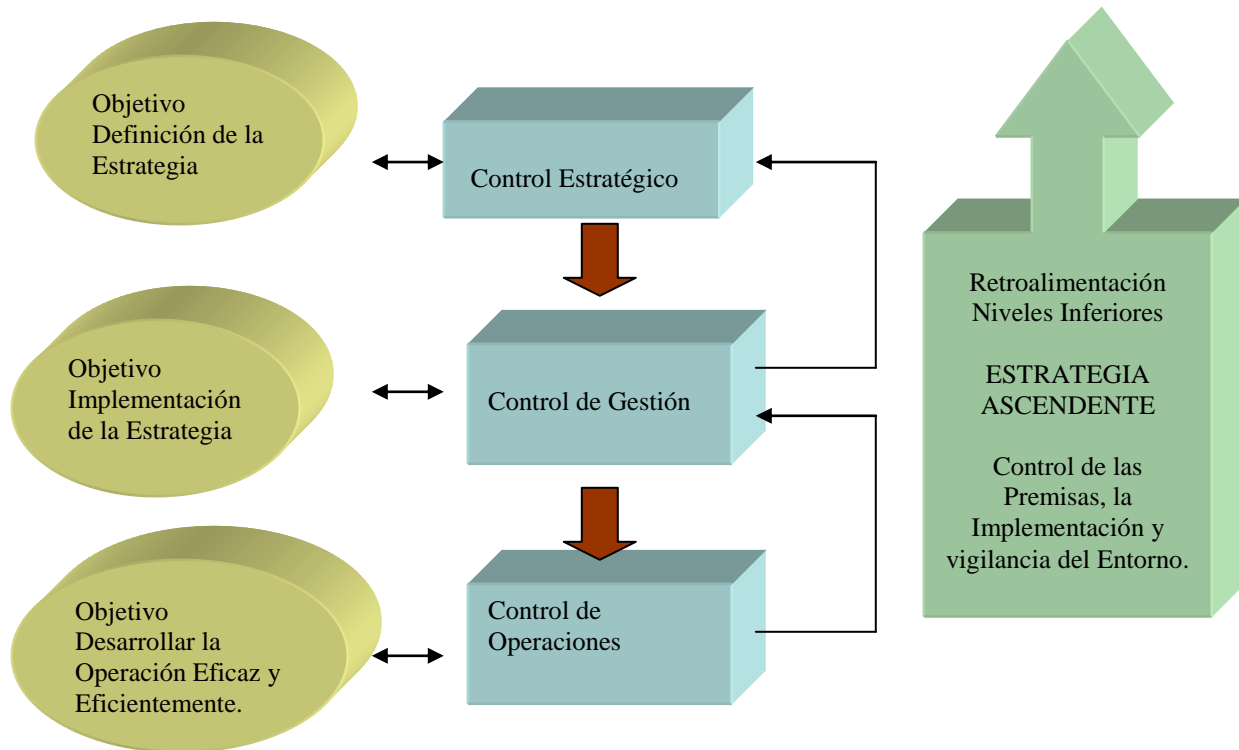 Objetivo
Definición de la
Estrategia
Control Estratégico
Objetivo
Implementación
de la Estrategia
Control de Gestión
Objetivo
Desarrollar la
Operación Eficaz y
Eficientemente.
Control de
Operaciones
Retroalimentación
Niveles Inferiores
ESTRATEGIA
ASCENDENTE
Control de las
Premisas, la
Implementación y
vigilancia del Entorno.